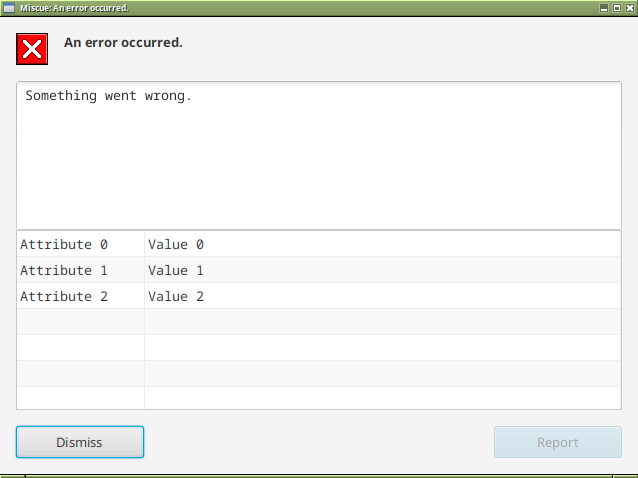 Miscue: An error occurred.
An error occurred.
Something went wrong.
Attribute 0 Value 0
Attribute 1 Value 1
Attribute 2 Value 2
Dismiss Report